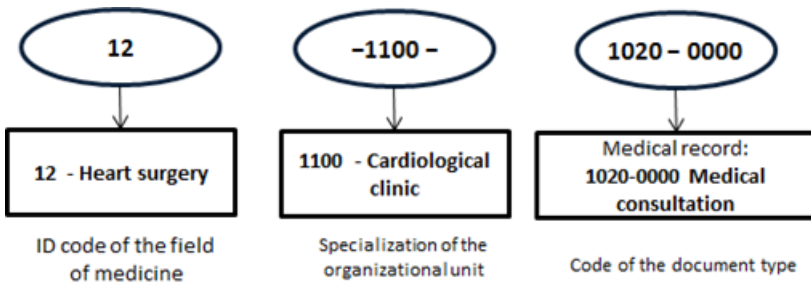 12
–1100 –
1020 – 0000
12 - Heart surgery
1100 - Cardiological
clinic
Medical record:
1020-0000 Medical
consultation
ID code of the field
of medicine
Specialization of the
organizational unit
Code of the document type